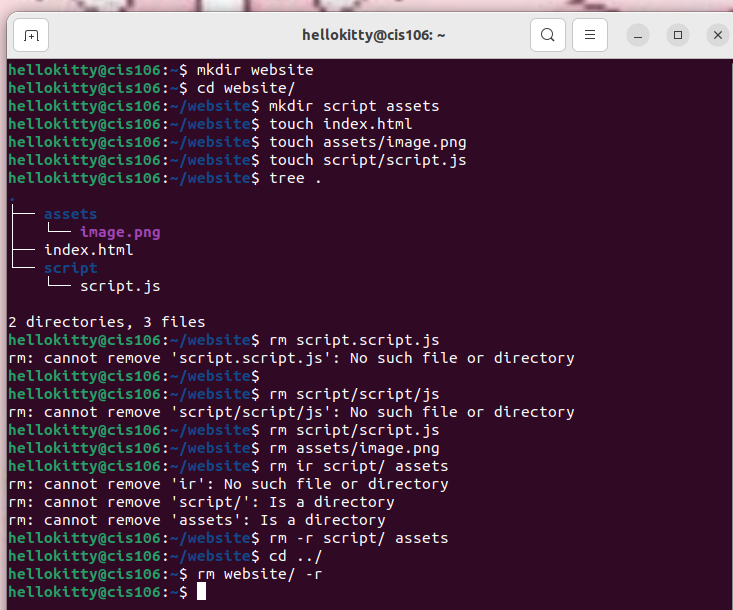 hellokitty@cis106: ~
hellokitty@cis106:~$ mkdir website
hellokitty@cis106:~$ cd website/
hellokitty@cis106:~/website$ mkdir script assets
hellokitty@cis106:~/website$ touch index.html
hellokitty@cis106:~/website$ touch assets/image.png
hellokitty@cis106:~/website$ touch script/script.js
hellokitty@cis106:~/website$ tree .
.
├── assets
│   └── image.png
├── index.html
└── script
    └── script.js
2 directories, 3 files
hellokitty@cis106:~/website$ rm script.script.js
rm: cannot remove 'script.script.js': No such file or directory
hellokitty@cis106:~/website$
hellokitty@cis106:~/website$ rm script/script/js
rm: cannot remove 'script/script/js': No such file or directory
hellokitty@cis106:~/website$ rm script/script.js
hellokitty@cis106:~/website$ rm assets/image.png
hellokitty@cis106:~/website$ rm ir script/ assets
rm: cannot remove 'ir': No such file or directory
rm: cannot remove 'script/': Is a directory
rm: cannot remove 'assets': Is a directory
hellokitty@cis106:~/website$ rm -r script/ assets
hellokitty@cis106:~/website$ cd ../
hellokitty@cis106:~$ rm website/ -r
hellokitty@cis106:~$